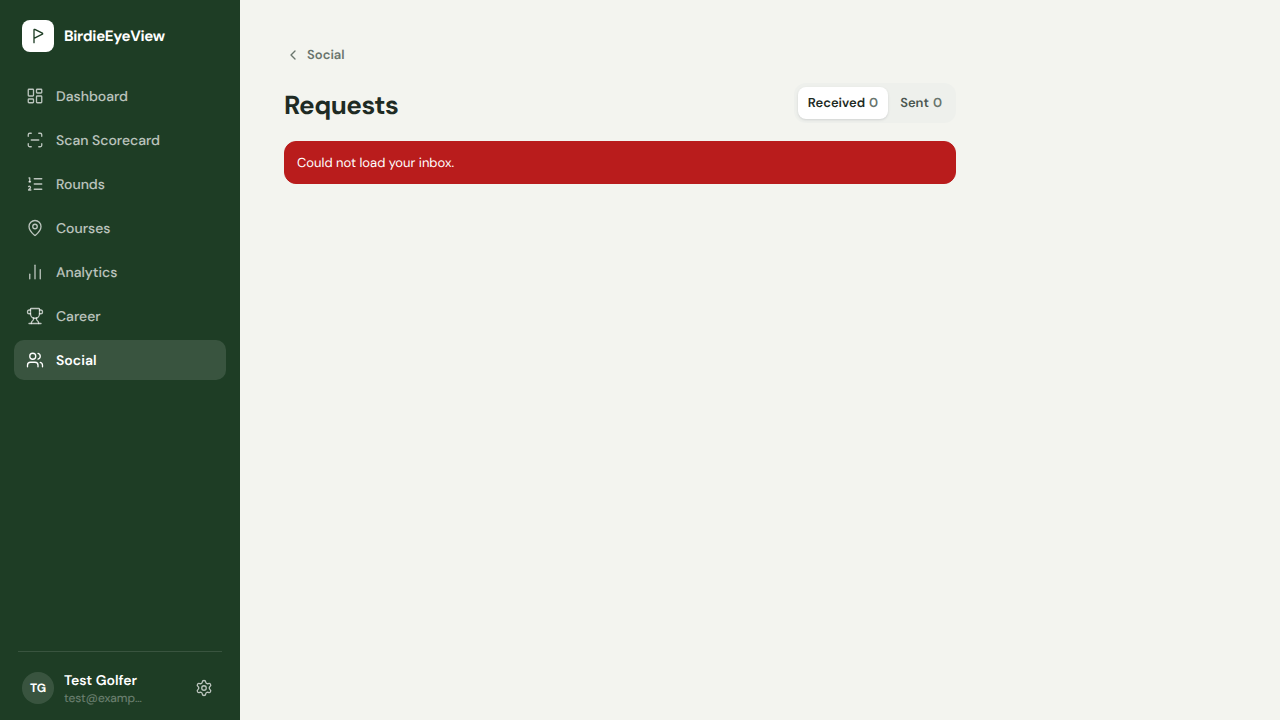 BirdieEyeView
Dashboard
Scan Scorecard
Rounds
Courses
Analytics
Career
Social
TG
Test Golfer
test@examp...
Social
Requests
Received 0
Sent 0
Could not load your inbox.